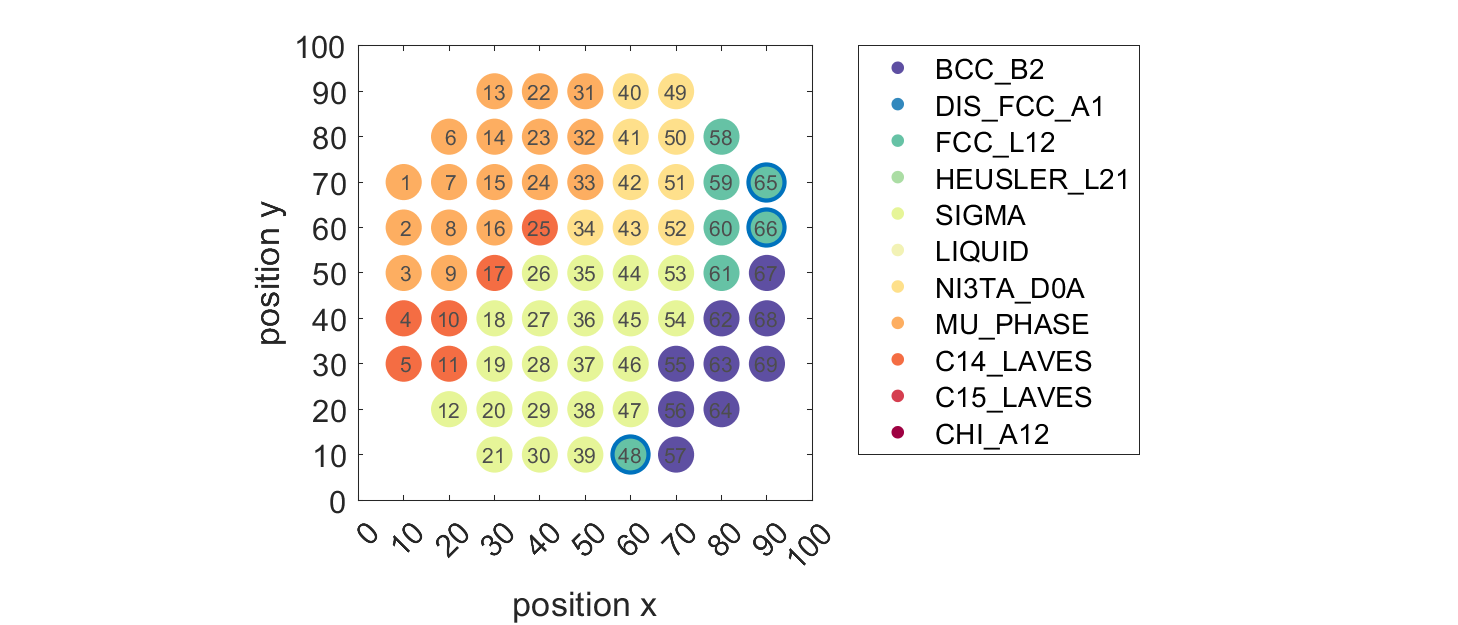 100
90
80
70
60
50
40
30
20
10
0
position y
13 22 31 40 49
6 14 23 32 41 50 58
1 7 15 24 33 42 51 59 65
2 8 16 25 34 43 52 60 66
3 9 17 26 35 44 53 61 67
4 10 18 27 36 45 54 62 68
5 11 19 28 37 46 55 63 69
12 20 29 38 47 56 64
21 30 39 48 57
0 10 20 30 40 50 60 70 80 90 100
position x
BCC_B2
DIS_FCC_A1
FCC_L12
HEUSLER_L21
SIGMA
LIQUID
NI3TA_D0A
MU_PHASE
C14_LAVES
C15_LAVES
CHI_A12